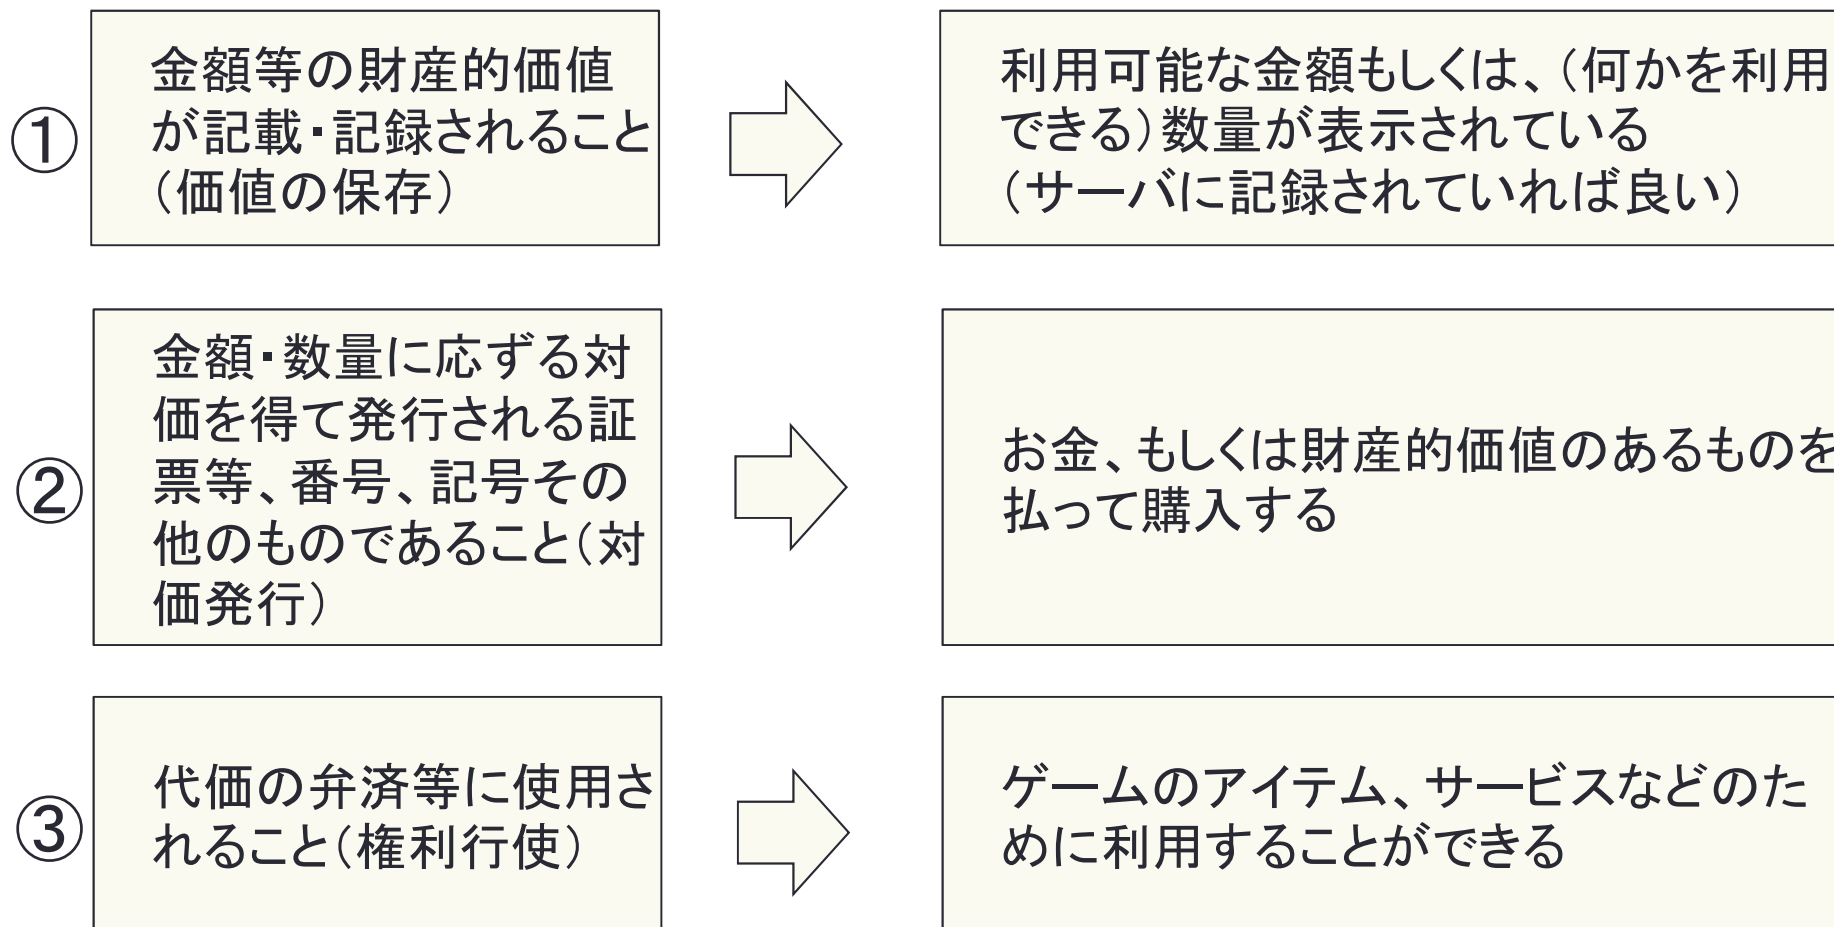 ①
金額等の財産的価値
が記載・記録されること
（価値の保存）
利用可能な金額もしくは、（何かを利用
できる）数量が表示されている
（サーバに記録されていれば良い）
②
金額・数量に応ずる対
価を得て発行される証
票等、番号、記号その
他のものであること（対
価発行）
お金、もしくは財産的価値のあるものを
払って購入する
③
代価の弁済等に使用さ
れること（権利行使）
ゲームのアイテム、サービスなどのた
めに利用することができる